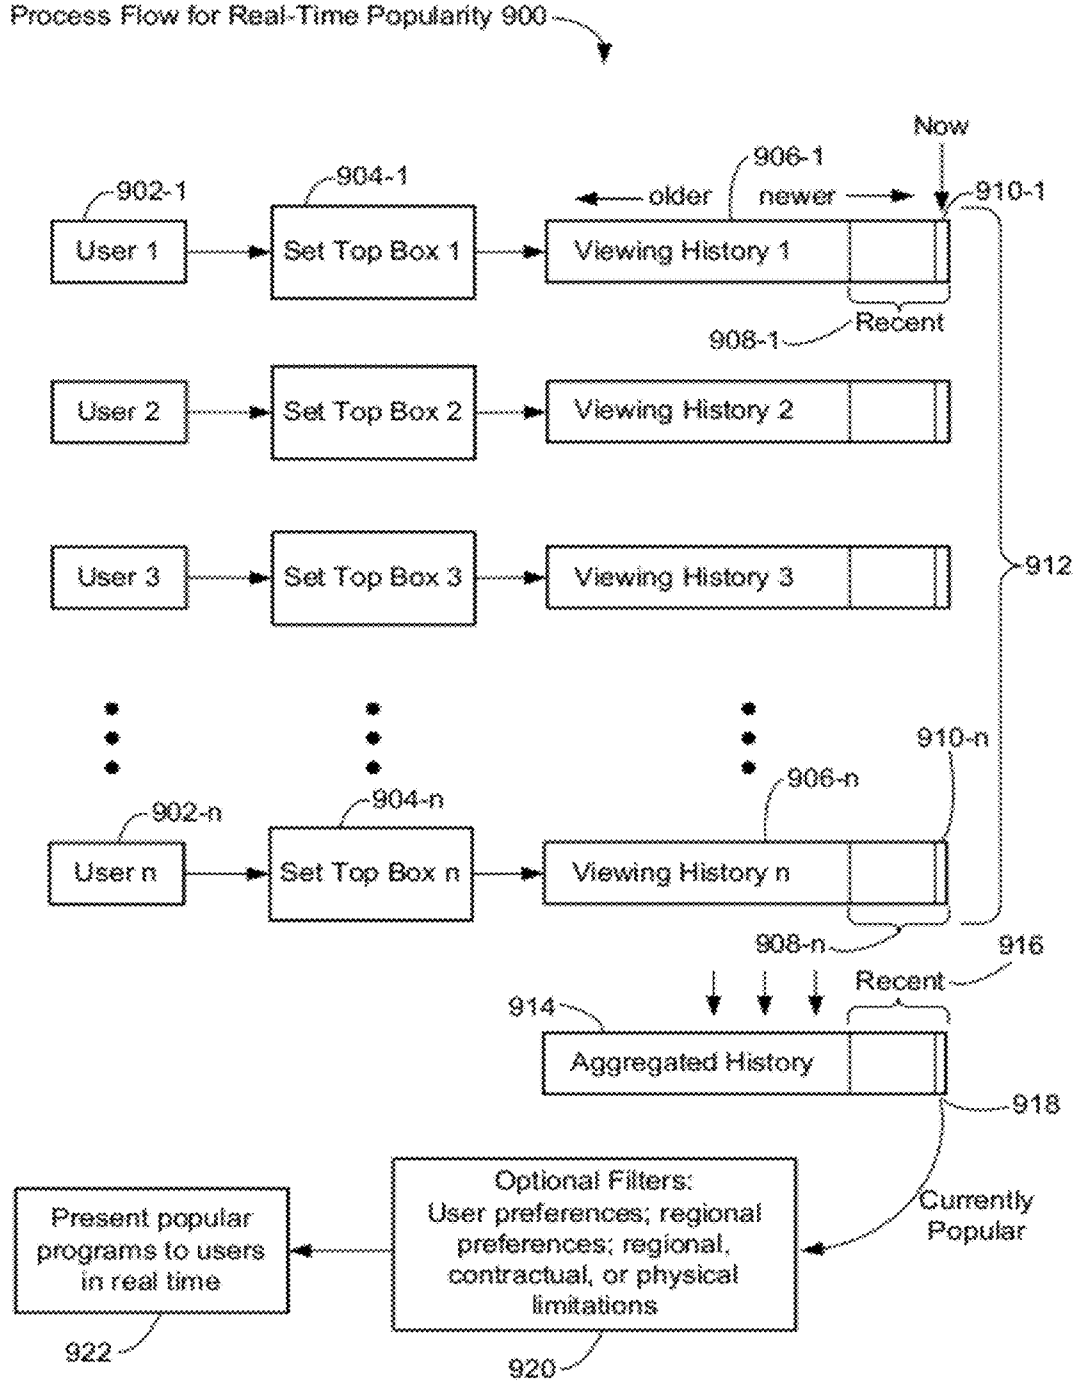 Process Flow for Real-Time Popularity 900
Now
902-1
904-1
906-1
older
newer
910-1
User 1
Set Top Box 1
Viewing History 1
Recent
908-1
User 2
Set Top Box 2
Viewing History 2
User 3
Set Top Box 3
Viewing History 3
912
910-n
902-n
904-n
906-n
User n
Set Top Box n
Viewing History n
908-n
916
Recent
914
Aggregated History
918
Currently
Popular
Optional Filters:
User preferences; regional
preferences; regional,
contractual, or physical
limitations
920
Present popular
programs to users
in real time
922